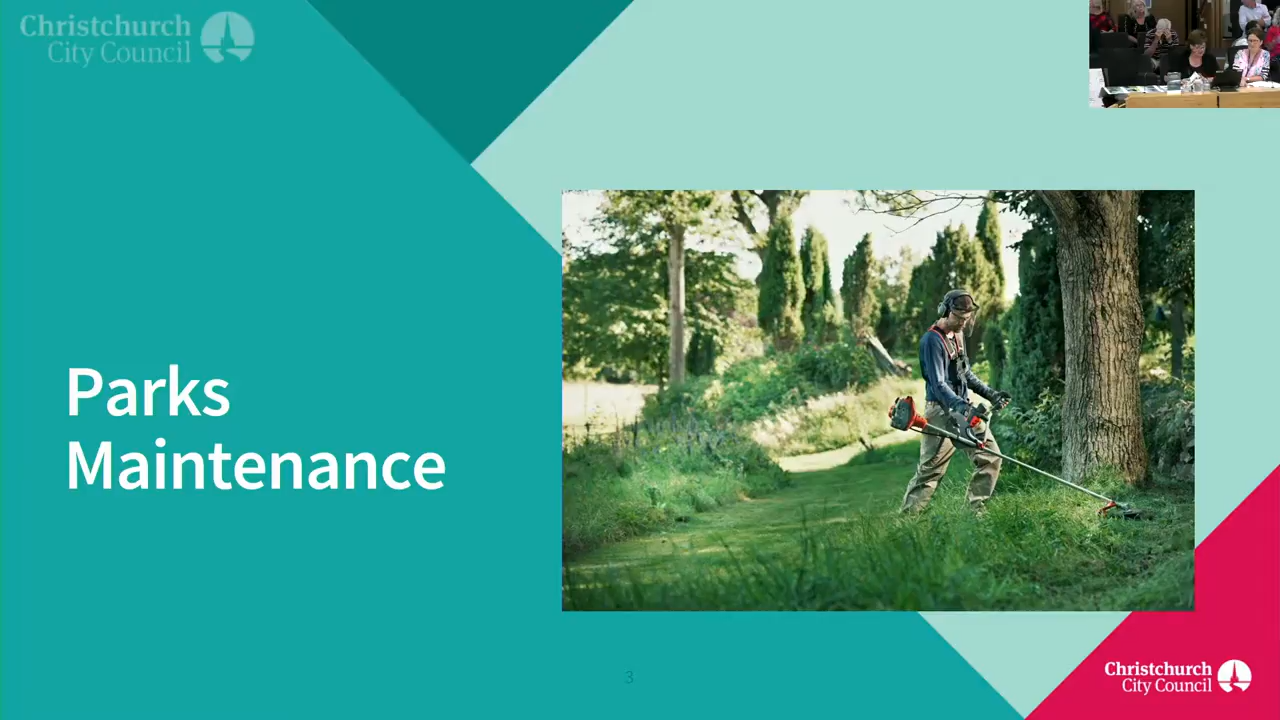 Christchurch
City Council
Parks
Maintenance
3
Christchurch
City Council